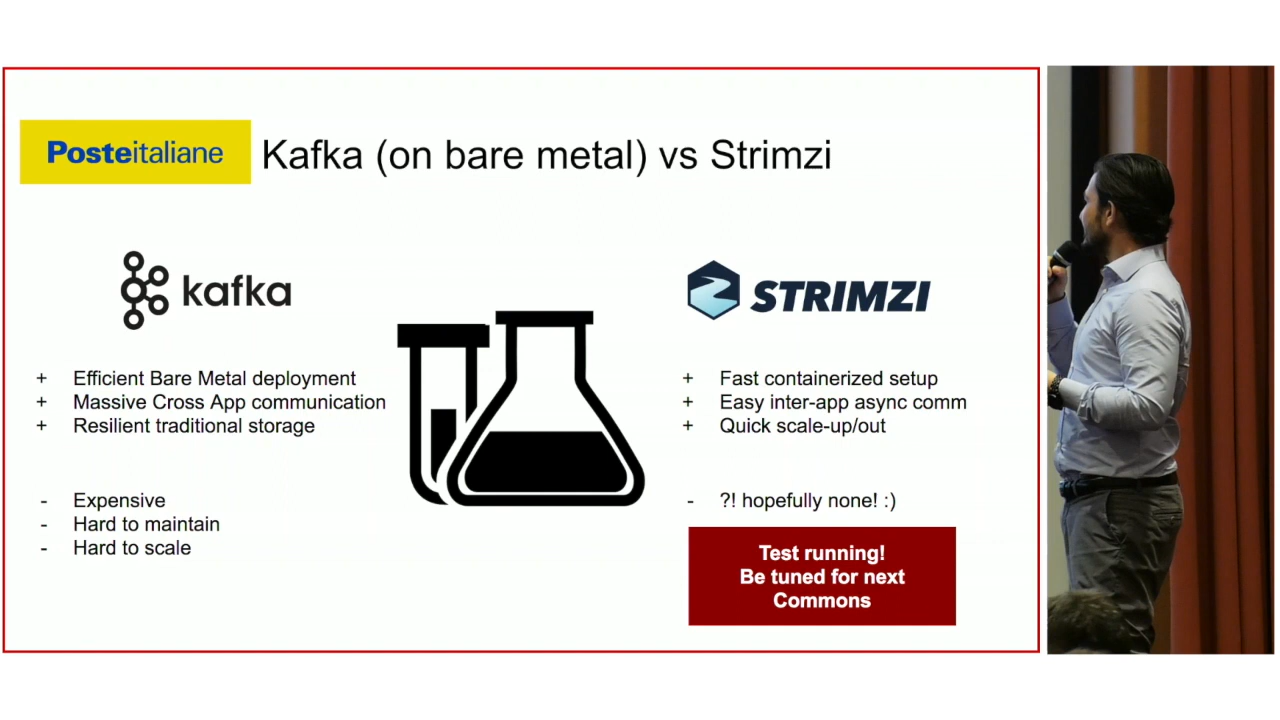 Posteitaliane
Kafka (on bare metal) vs Strimzi
kafka
+ Efficient Bare Metal deployment
+ Massive Cross App communication
+ Resilient traditional storage
- Expensive
- Hard to maintain
- Hard to scale
STRIMZI
+ Fast containerized setup
+ Easy inter-app async comm
+ Quick scale-up/out
- ?! hopefully none! :)
Test running!
Be tuned for next
Commons